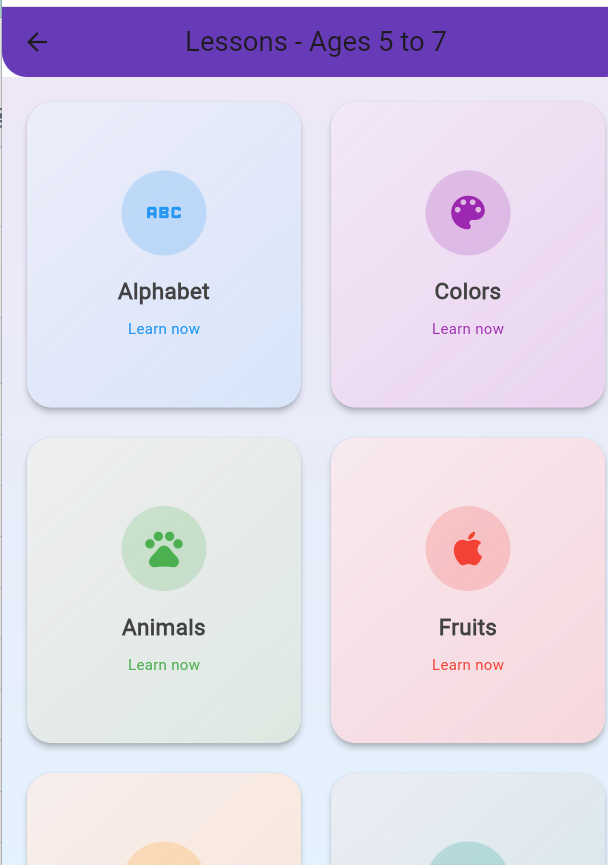 Lessons - Ages 5 to 7
ABC
Alphabet
Learn now
Colors
Learn now
Animals
Learn now
Fruits
Learn now